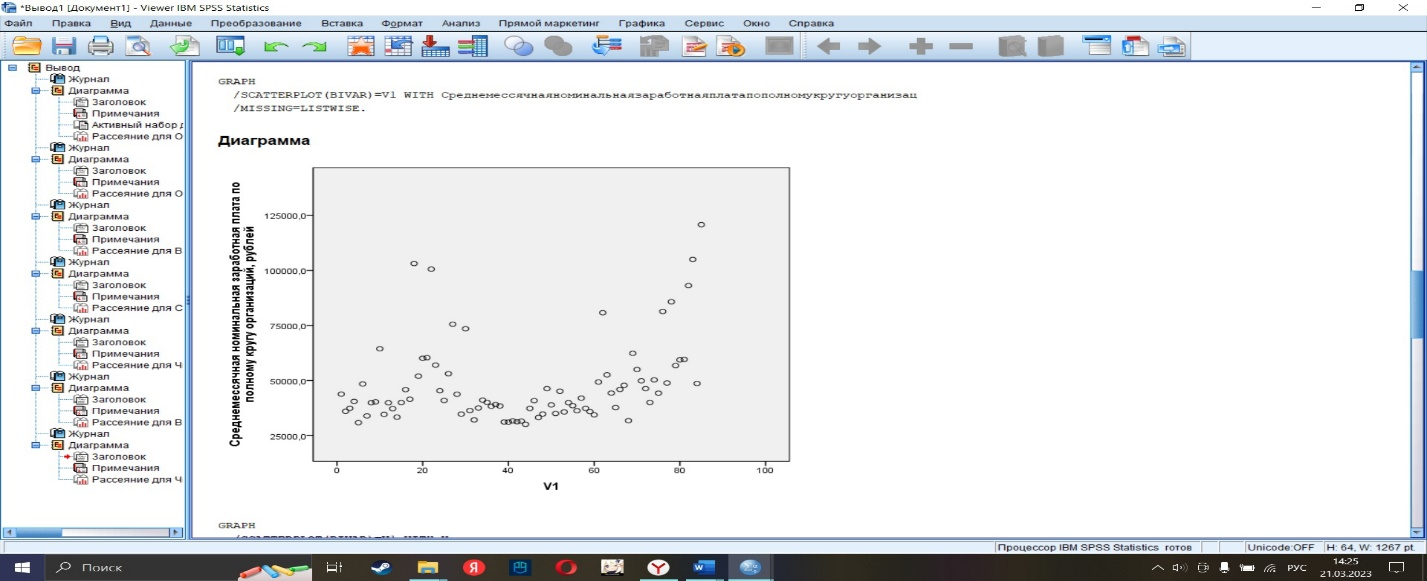 *Вывод1 [Документ1] - Viewer IBM SPSS Statistics
Файл Правка Вид Данные Преобразование Вставка Формат Анализ Прямой маркетинг Графика Сервис Окно Справка
Вывод
Журнал
Диаграмма
Заголовок
Примечания
Активный набор д
Рассеяние для О
Журнал
Диаграмма
Заголовок
Примечания
Рассеяние для О
Журнал
Диаграмма
Заголовок
Примечания
Рассеяние для В
Журнал
Диаграмма
Заголовок
Примечания
Рассеяние для С
Журнал
Диаграмма
Заголовок
Примечания
Рассеяние для Ч
Журнал
Диаграмма
Заголовок
Примечания
Рассеяние для В
Журнал
Диаграмма
Заголовок
Примечания
Рассеяние для Ч
GRAPH
/SCATTERPLOT(BIVAR)=V1 WITH Среднемесячнаяноминальнаязаработнаяплатапополномукругуорганизац
/MISSING=LISTWISE.
Диаграмма
Среднемесячная номинальная заработная плата по
полному кругу организаций, рублей
125000,0
100000,0
75000,0
50000,0
25000,0
0 20 40 60 80 100
V1
GRAPH
Процессор IBM SPSS Statistics готов Unicode:OFF H: 64, W: 1267 pt.
Поиск
РУС
14:25
21.03.2023